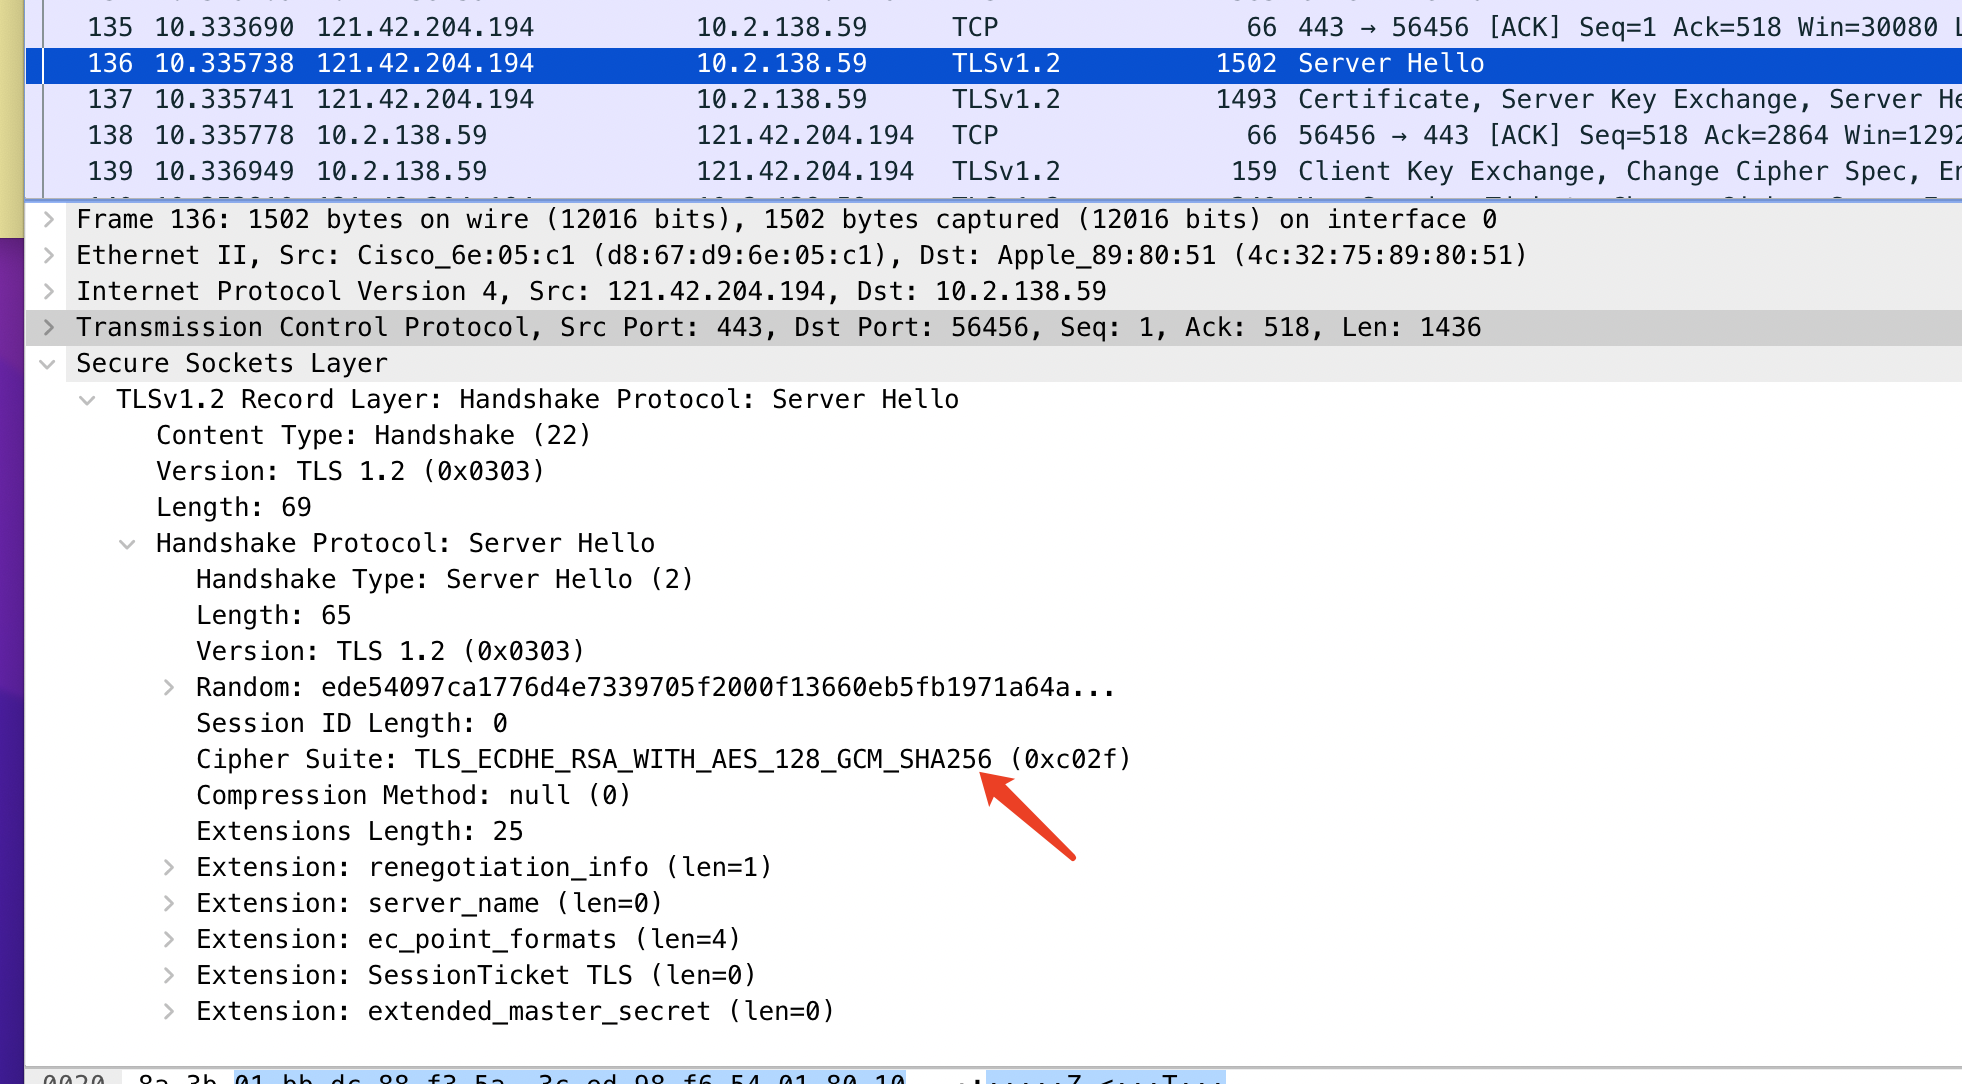 135 10.333690 121.42.204.194 10.2.138.59 TCP 66 443 → 56456 [ACK] Seq=1 Ack=518 Win=30080 L
136 10.335738 121.42.204.194 10.2.138.59 TLSv1.2 1502 Server Hello
137 10.335741 121.42.204.194 10.2.138.59 TLSv1.2 1493 Certificate, Server Key Exchange, Server He
138 10.335778 10.2.138.59 121.42.204.194 TCP 66 56456 → 443 [ACK] Seq=518 Ack=2864 Win=1292
139 10.336949 10.2.138.59 121.42.204.194 TLSv1.2 159 Client Key Exchange, Change Cipher Spec, En
Frame 136: 1502 bytes on wire (12016 bits), 1502 bytes captured (12016 bits) on interface 0
Ethernet II, Src: Cisco_6e:05:c1 (d8:67:d9:6e:05:c1), Dst: Apple_89:80:51 (4c:32:75:89:80:51)
Internet Protocol Version 4, Src: 121.42.204.194, Dst: 10.2.138.59
Transmission Control Protocol, Src Port: 443, Dst Port: 56456, Seq: 1, Ack: 518, Len: 1436
Secure Sockets Layer
TLSv1.2 Record Layer: Handshake Protocol: Server Hello
Content Type: Handshake (22)
Version: TLS 1.2 (0x0303)
Length: 69
Handshake Protocol: Server Hello
Handshake Type: Server Hello (2)
Length: 65
Version: TLS 1.2 (0x0303)
Random: ede54097ca1776d4e7339705f2000f13660eb5fb1971a64a...
Session ID Length: 0
Cipher Suite: TLS_ECDHE_RSA_WITH_AES_128_GCM_SHA256 (0xc02f)
Compression Method: null (0)
Extensions Length: 25
Extension: renegotiation_info (len=1)
Extension: server_name (len=0)
Extension: ec_point_formats (len=4)
Extension: SessionTicket TLS (len=0)
Extension: extended_master_secret (len=0)